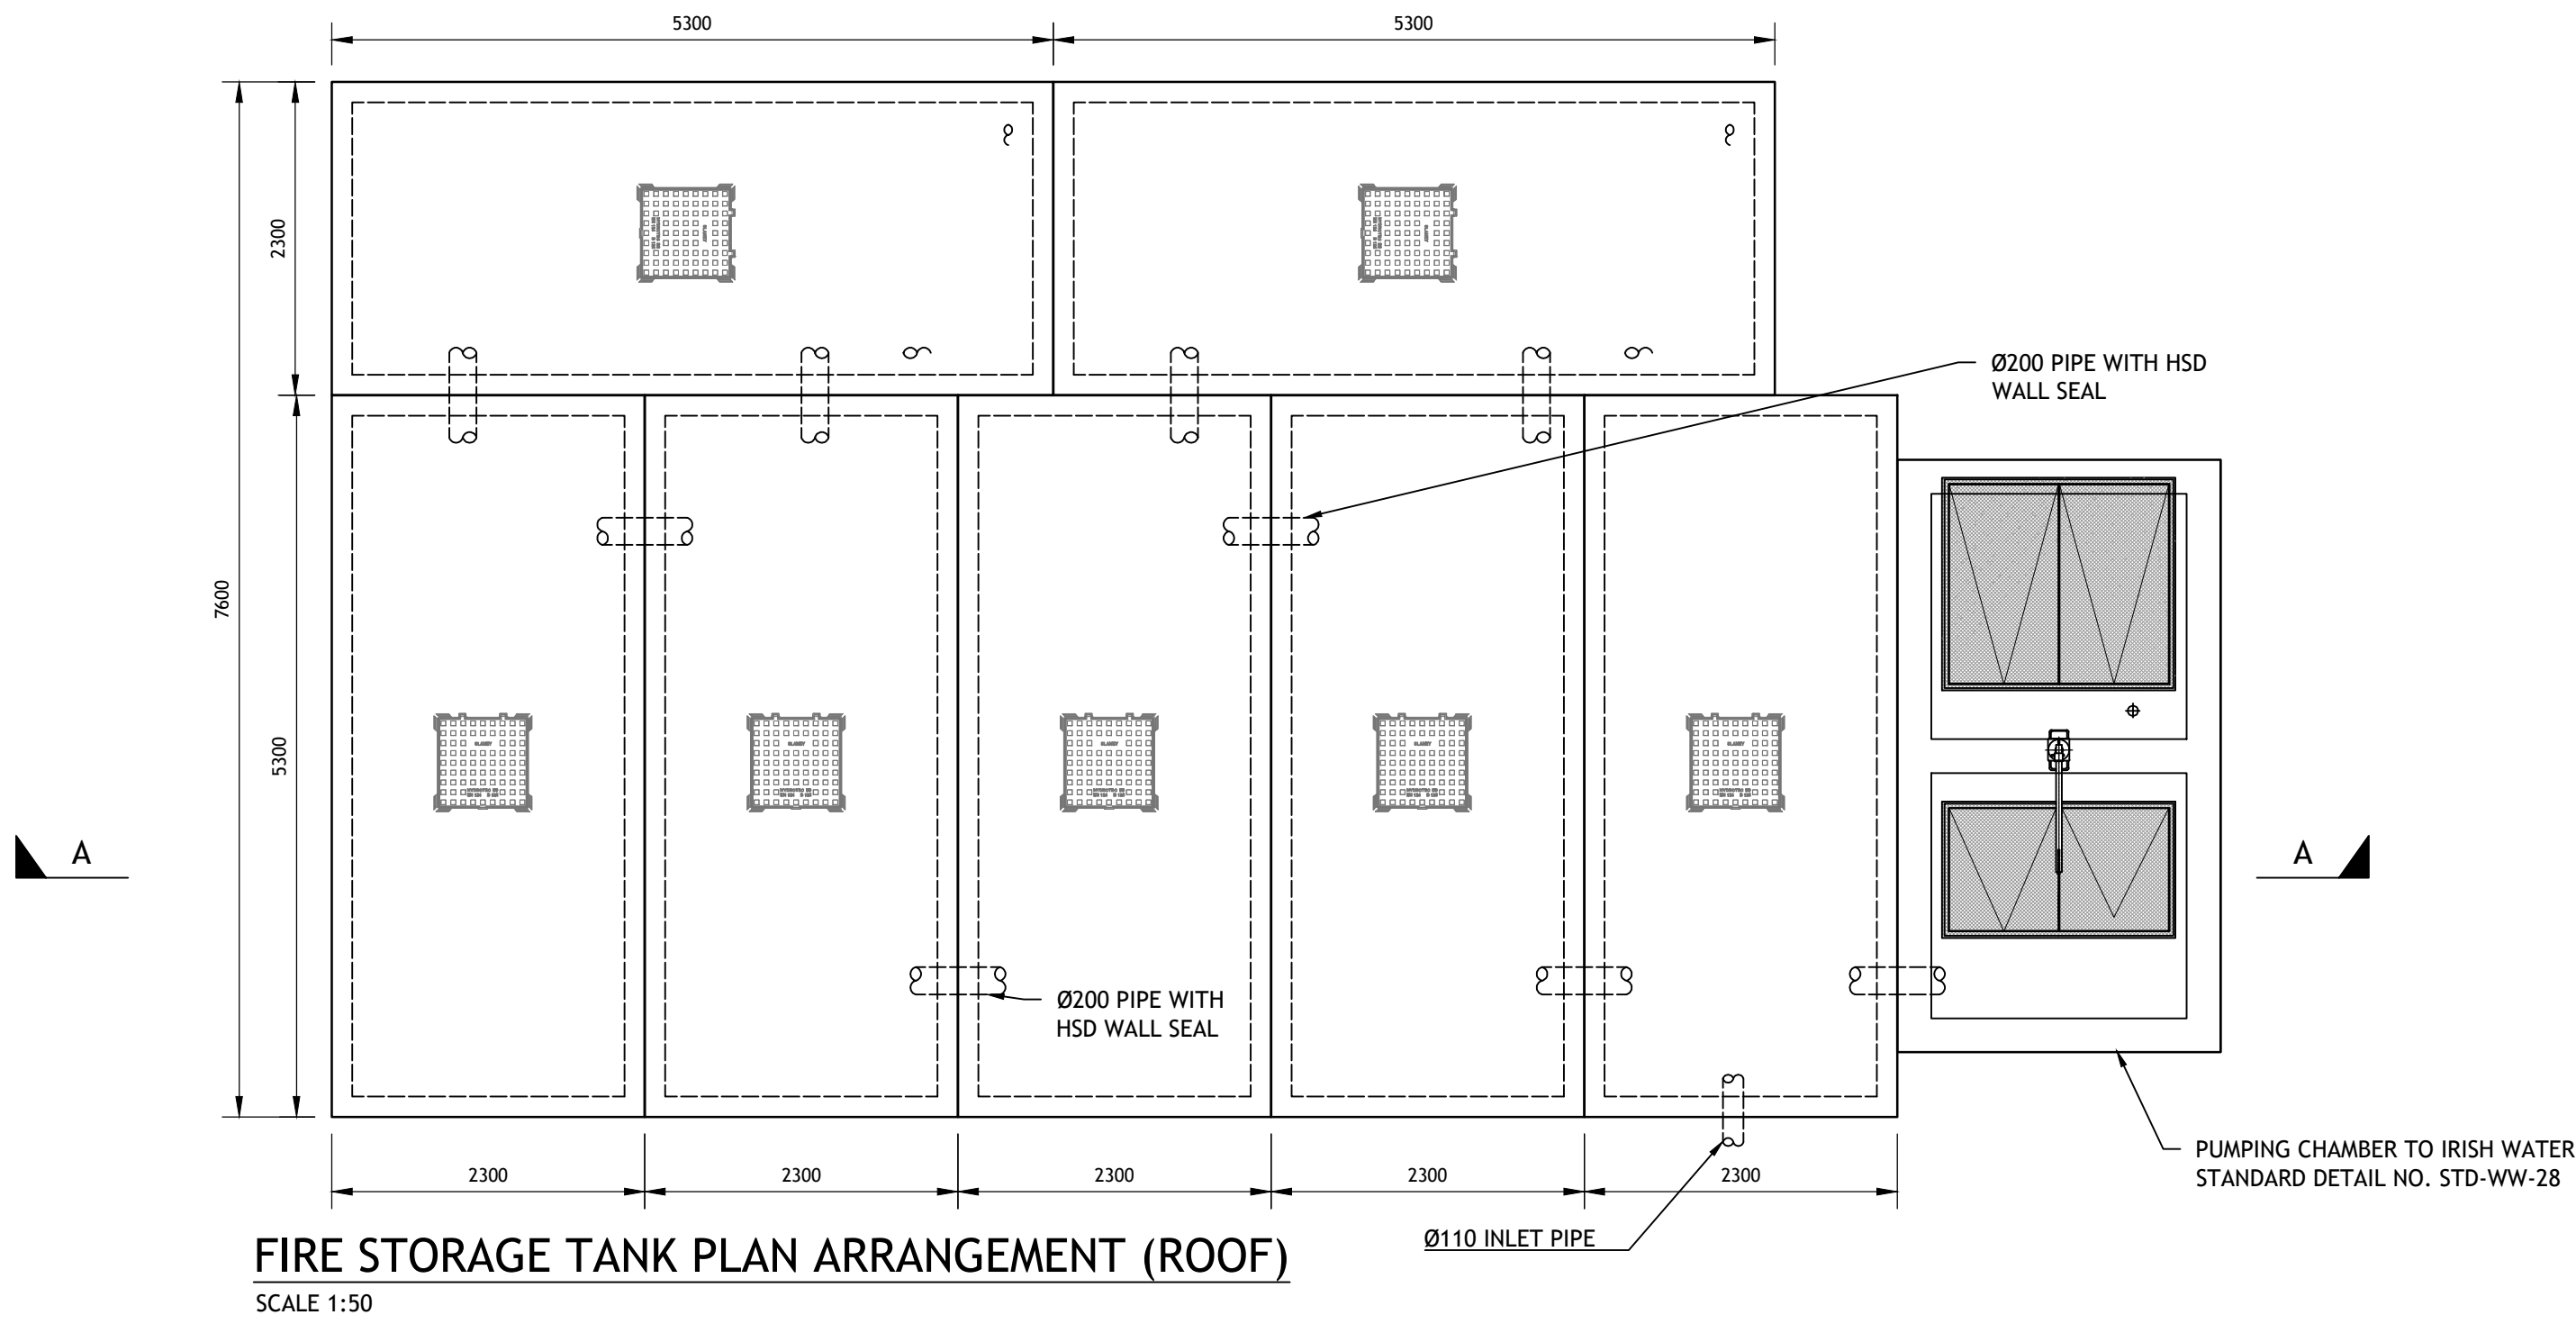 5300
5300
2300
7600
5300
Ø200 PIPE WITH HSD
WALL SEAL
A
A
Ø200 PIPE WITH
HSD WALL SEAL
2300
2300
2300
2300
2300
PUMPING CHAMBER TO IRISH WATER
STANDARD DETAIL NO. STD-WW-28
Ø110 INLET PIPE
FIRE STORAGE TANK PLAN ARRANGEMENT (ROOF)
SCALE 1:50